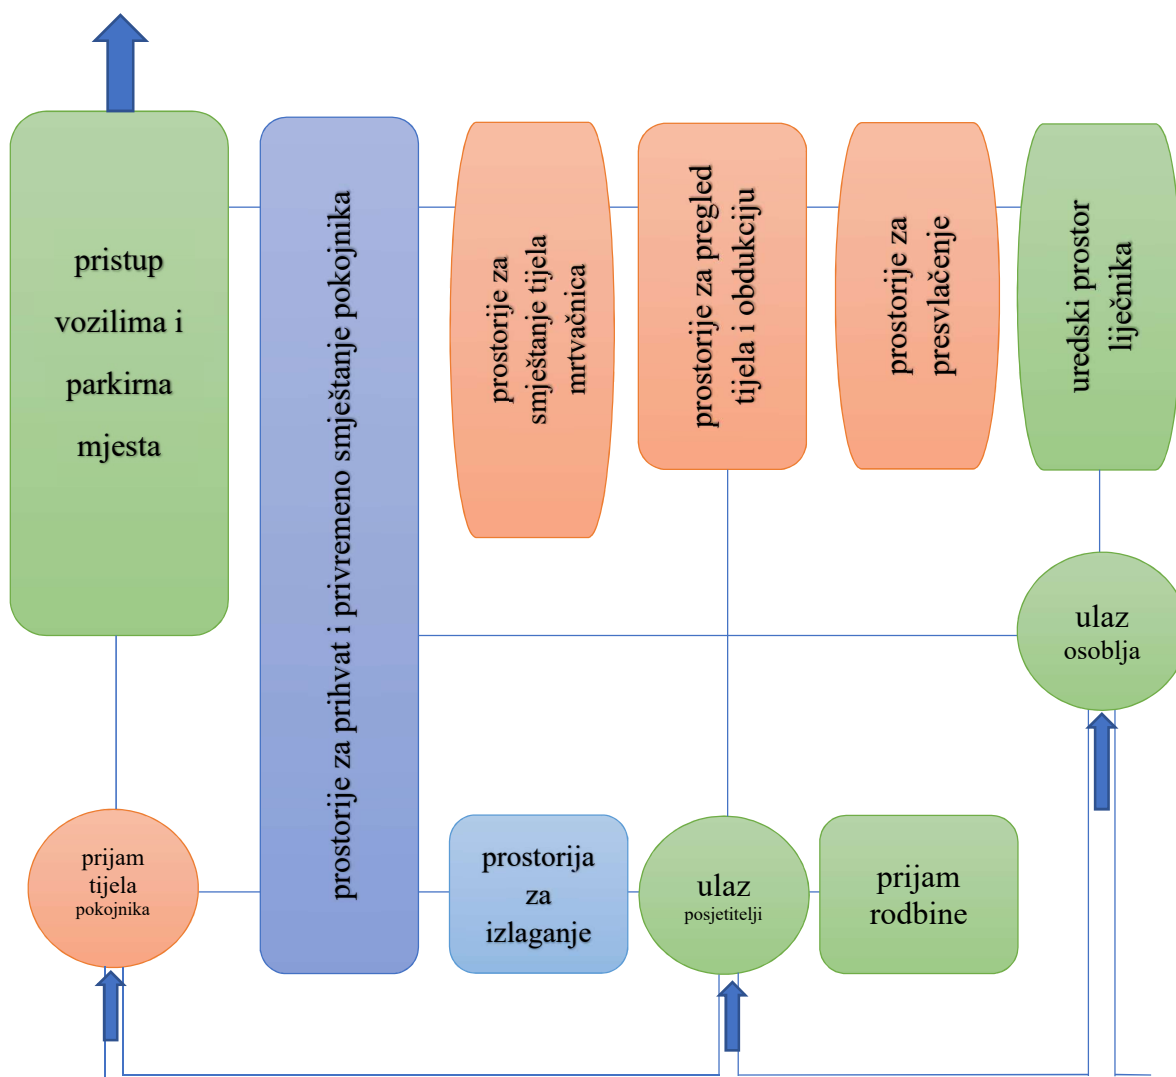 pristup
vozilima i
parkirna
mjesta
prostorije za prihvat i privremeno smještanje pokojnika
prostorije za
smještanje tijela
mrtvačnica
prostorije za pregled
tijela i obdukciju
prostorije za
presvlačenje
uredski prostor
liječnika
ulaz
osoblja
prijam
tijela
pokojnika
prostorija
za
izlaganje
ulaz
posjetitelji
prijam
rodbine